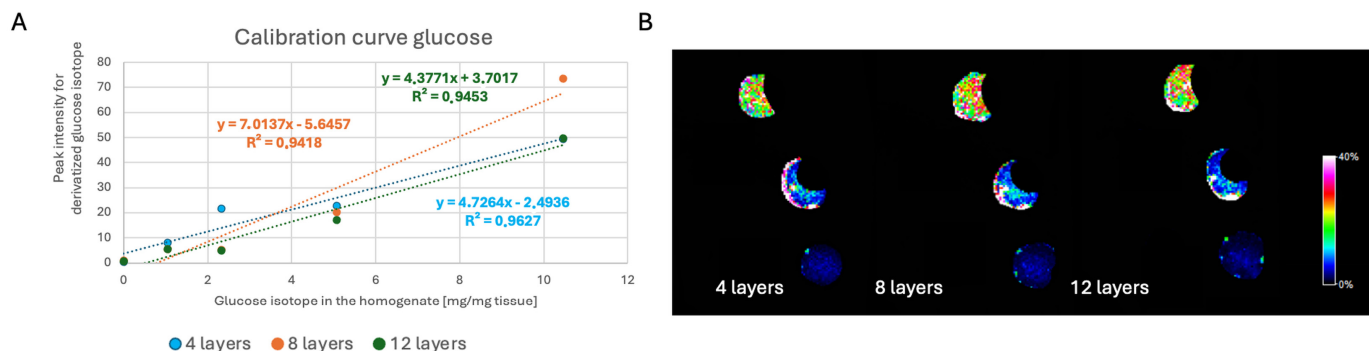 A
Calibration curve glucose
Peak intensity for
derivatized glucose isotope
80
70
60
50
40
30
20
10
0
y = 4.3771x + 3.7017
R² = 0.9453
y = 7.0137x - 5.6457
R² = 0.9418
y = 4.7264x - 2.4936
R² = 0.9627
0 2 4 6 8 10 12
Glucose isotope in the homogenate [mg/mg tissue]
4 layers 8 layers 12 layers
B
40%
0%
4 layers 8 layers 12 layers